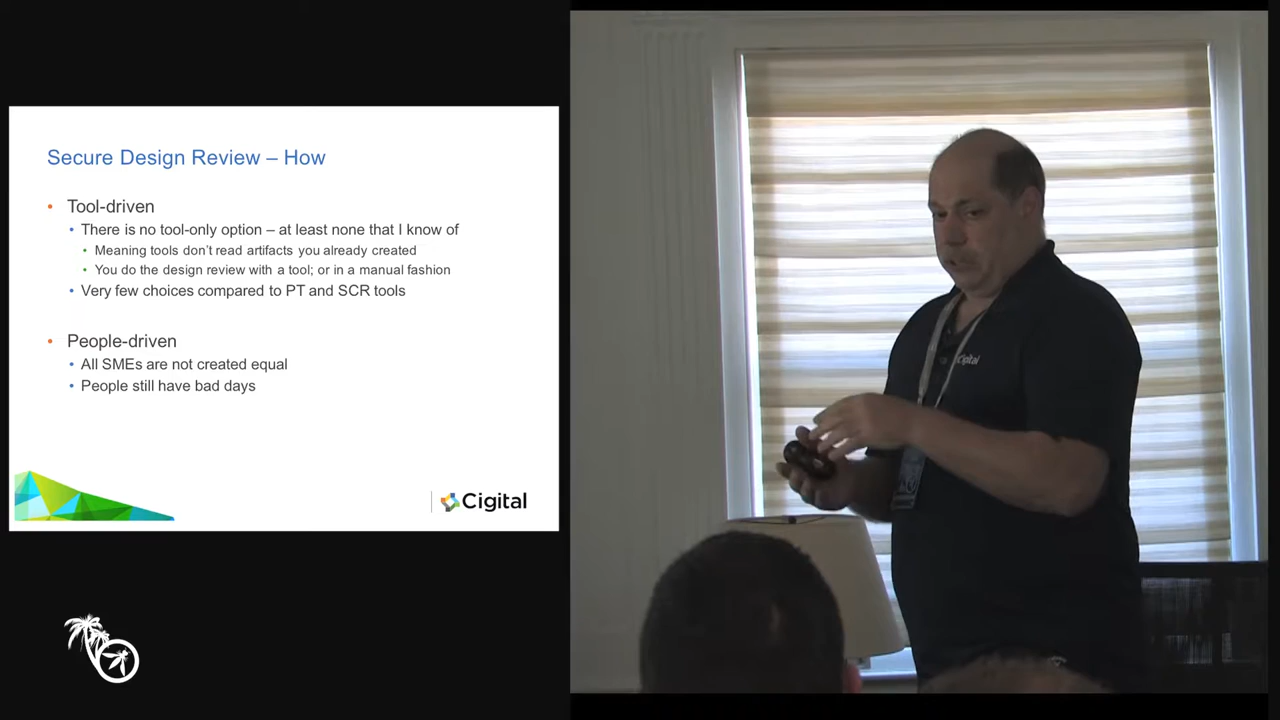 Secure Design Review – How
• Tool-driven
• There is no tool-only option – at least none that I know of
• Meaning tools don't read artifacts you already created
• You do the design review with a tool; or in a manual fashion
• Very few choices compared to PT and SCR tools
• People-driven
• All SMEs are not created equal
• People still have bad days
Cigital
Cigital